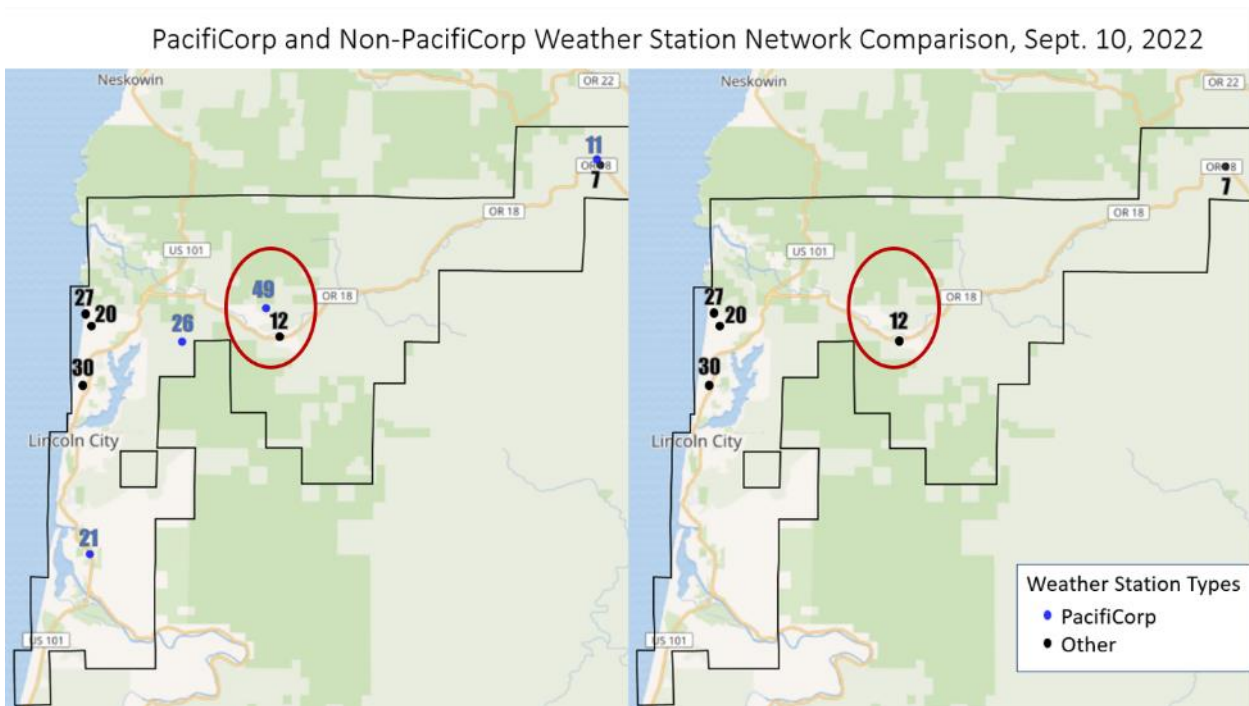 PacifiCorp and Non-PacifiCorp Weather Station Network Comparison, Sept. 10, 2022
Neskowin
OR 22
11
7
OR 18
US 101
49
OR 18
27
20
26
12
30
Lincoln City
21
US 101
Neskowin
OR 22
OR 18
7
OR 18
US 101
OR 18
27
20
12
30
Lincoln City
US 101
Weather Station Types
PacifiCorp
Other